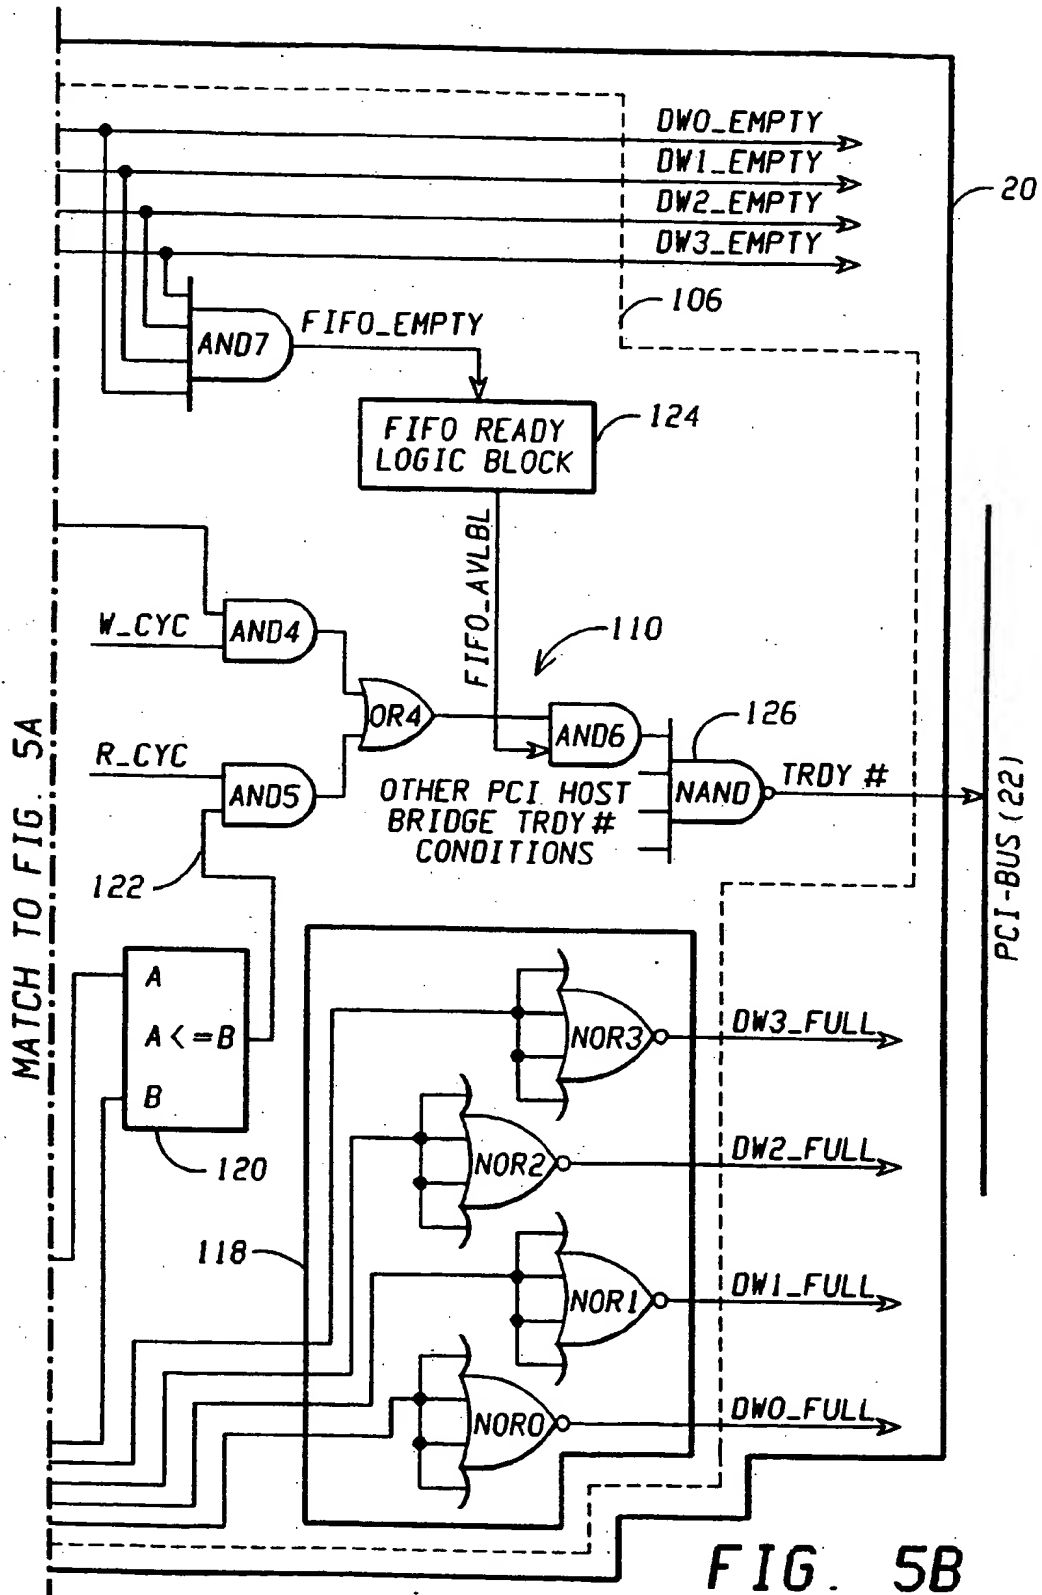 DW0_EMPTY
DW1_EMPTY
20
DW2_EMPTY
DW3_EMPTY
106
FIFO_EMPTY
AND7
124
FIFO READY
LOGIC BLOCK
FIFO_AVLBL
110
W_CYC
AND4
OR4
126
AND6
R_CYC
TRDY #
AND5
NAND
OTHER PCI HOST
BRIDGE TRDY#
CONDITIONS
PCI-BUS(22)
122
MATCH TO FIG. 5A
A
A<=B
B
120
NOR3
DW3_FULL
NOR2
DW2_FULL
118
NOR1
DW1_FULL
NOR0
DW0_FULL
FIG. 5B